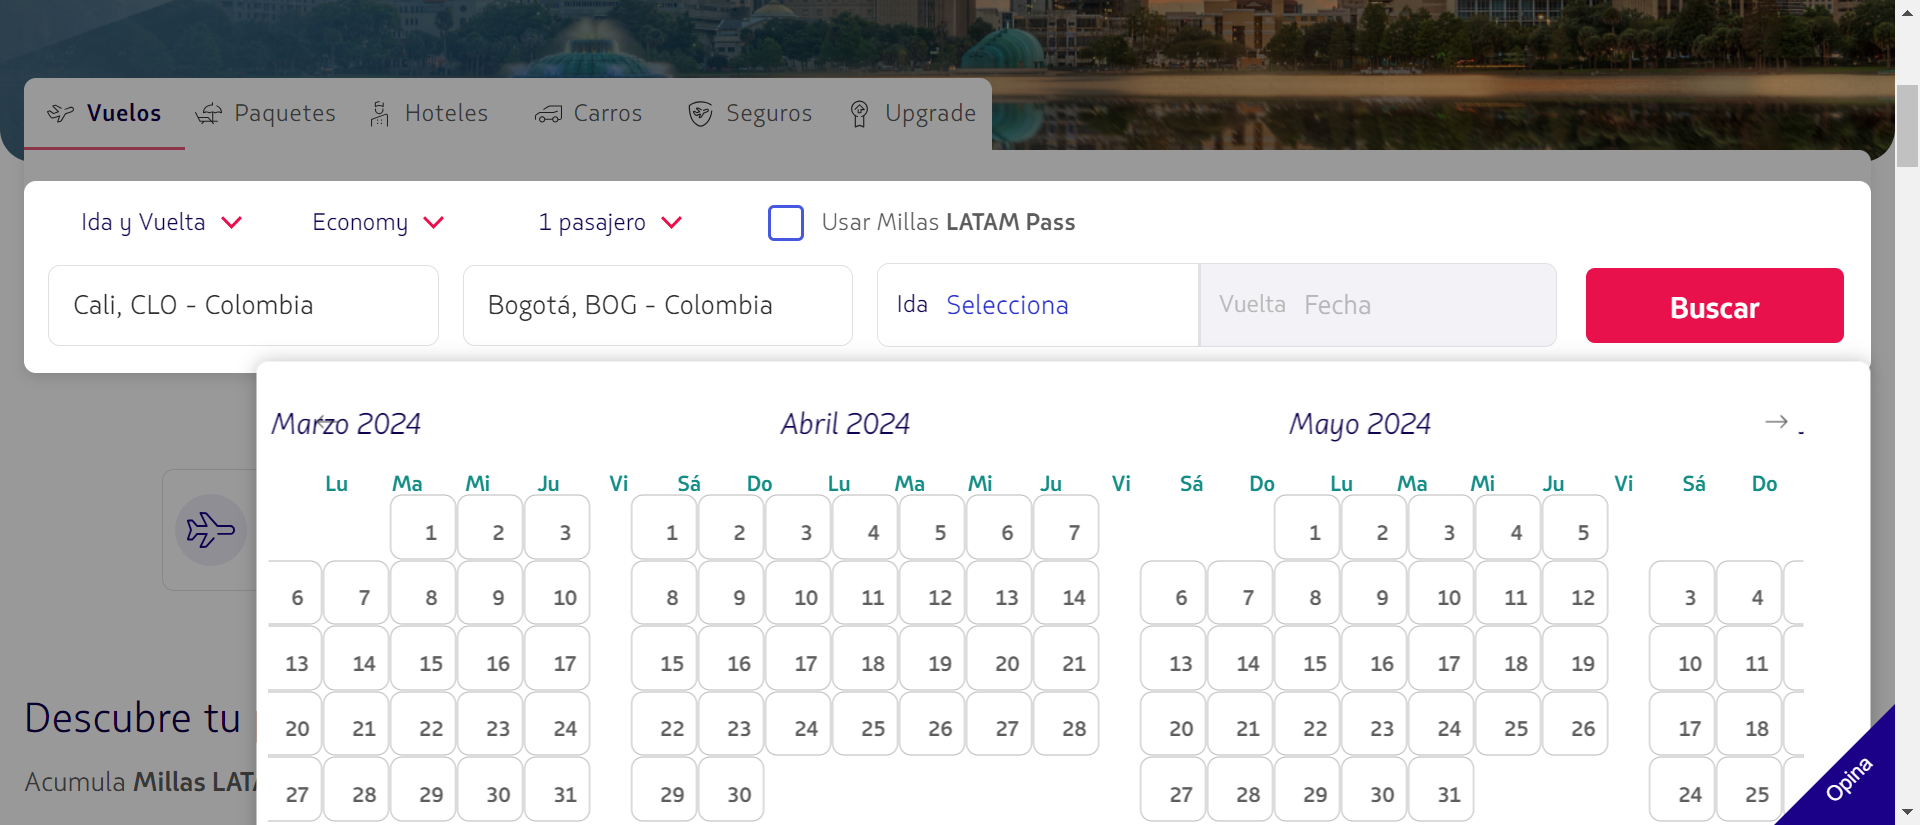 Vuelos Paquetes Hoteles Carros Seguros Upgrade
Ida y Vuelta Economy 1 pasajero Usar Millas LATAM Pass
Cali, CLO - Colombia Bogotá, BOG - Colombia Ida Selecciona Vuelta Fecha Buscar
Marzo 2024 Abril 2024 Mayo 2024
Lu Ma Mi Ju Vi Sá Do Lu Ma Mi Ju Vi Sá Do Lu Ma Mi Ju Vi Sá Do
1 2 3 1 2 3 4 5 6 7 1 2 3 4 5
6 7 8 9 10 8 9 10 11 12 13 14 6 7 8 9 10 11 12 3 4
13 14 15 16 17 15 16 17 18 19 20 21 13 14 15 16 17 18 19 10 11
20 21 22 23 24 22 23 24 25 26 27 28 20 21 22 23 24 25 26 17 18
27 28 29 30 31 29 30 27 28 29 30 31 24 25
Descubre tu
Acumula Millas
Opina